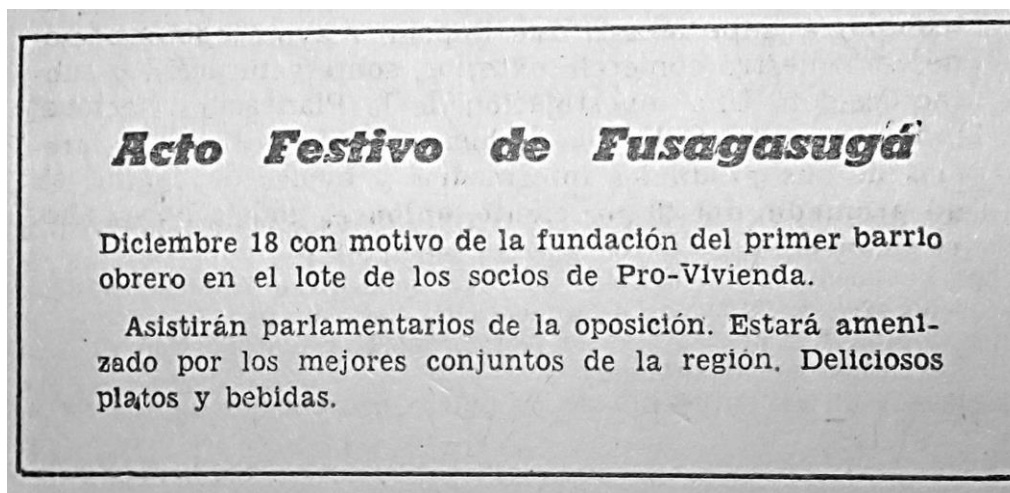 Acto Festivo de Fusagasugá
Diciembre 18 con motivo de la fundación del primer barrio
obrero en el lote de los socios de Pro-Vivienda.
Asistirán parlamentarios de la oposición. Estará ameni-
zado por los mejores conjuntos de la región. Deliciosos
platos y bebidas.